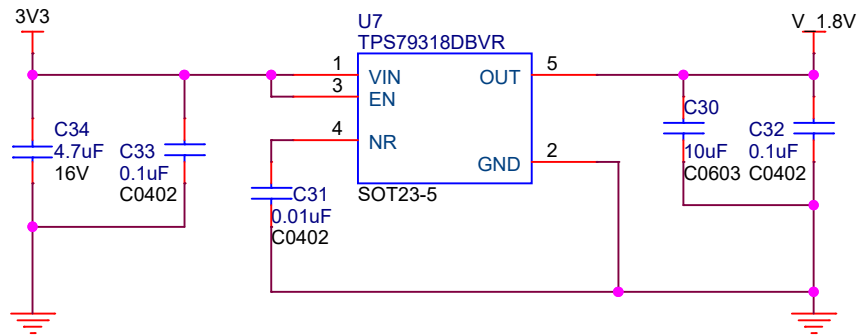 3V3
V_1.8V
U7
TPS79318DBVR
1
VIN
OUT
5
3
EN
4
NR
GND
2
SOT23-5
C34
4.7uF
16V
C33
0.1uF
C0402
C31
0.01uF
C0402
C30
10uF
C0603
C32
0.1uF
C0402